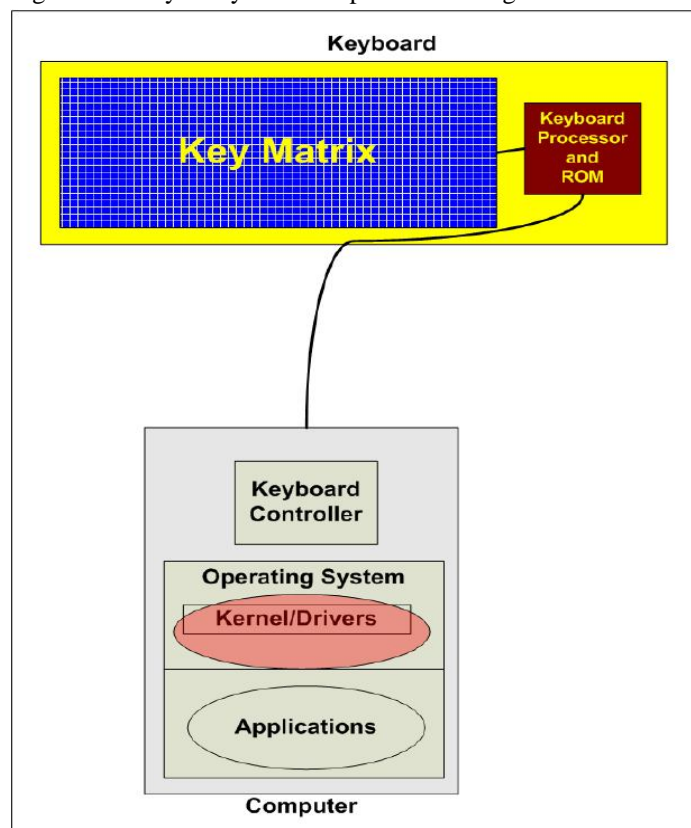 Keyboard
Key Matrix
Keyboard
Processor
and
ROM
Keyboard
Controller
Operating System
Kernel/Drivers
Applications
Computer